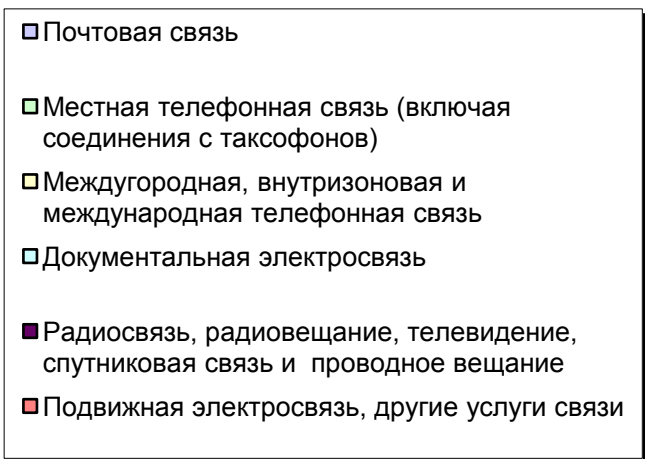 Почтовая связь
Местная телефонная связь (включая
соединения с таксофонов)
Междугородная, внутризоновая и
международная телефонная связь
Документальная электросвязь
Радиосвязь, радиовещание, телевидение,
спутниковая связь и проводное вещание
Подвижная электросвязь, другие услуги связи